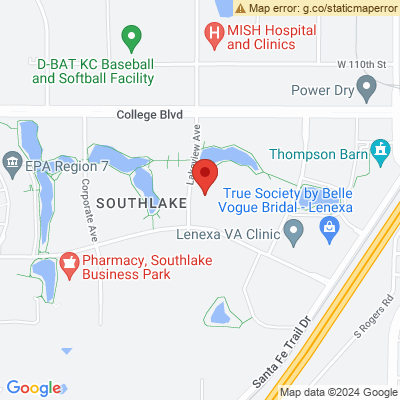 Map error: g.co/staticmaperror
MISH Hospital
and Clinics
D-BAT KC Baseball
and Softball Facility
W 110th St
Power Dry
College Blvd
Lakeview Ave
Thompson Barn
EPA Region 7
Corporate Ave
SOUTHLAKE
True Society by Belle
Vogue Bridal - Lenexa
Lenexa VA Clinic
Pharmacy, Southlake
Business Park
Santa Fe Trail Dr
S Rogers Rd
Google
Map data ©2024 Google